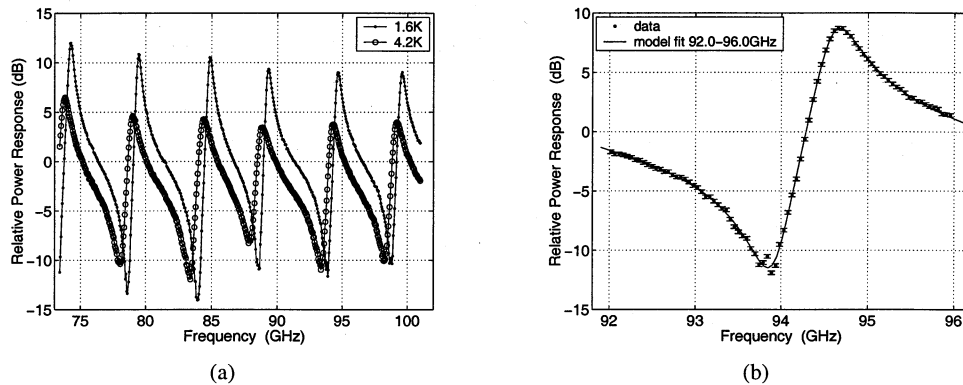 15
10
5
0
−5
−10
−15
Relative Power Response (dB)
1.6K
4.2K
75
80
85
90
95
100
Frequency (GHz)
(a)
10
5
0
−5
−10
−15
Relative Power Response (dB)
data
model fit 92.0−96.0GHz
92
93
94
95
96
Frequency (GHz)
(b)